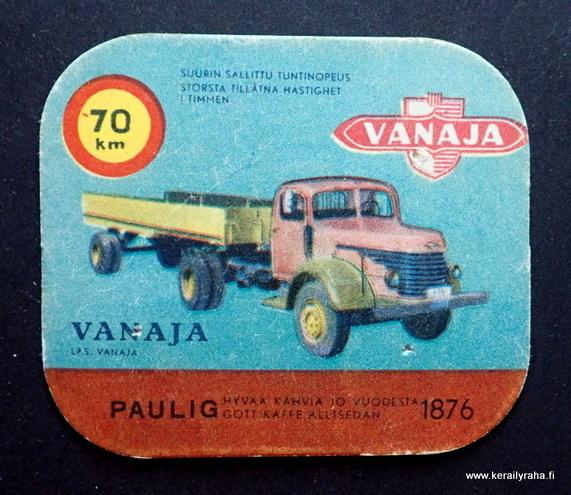 SUURIN SALLITTU TUNTINOPEUS
STÖRSTA TILLÅTNA HASTIGHET
I TIMMEN
70
km
VANAJA
VANAJA
L.P.S. VANAJA
PAULIG
HYVÄÄ KAHVIA JO VUODESTA
GOTT KAFFE ALLTSEDAN
1876
www.kerailyraha.fi